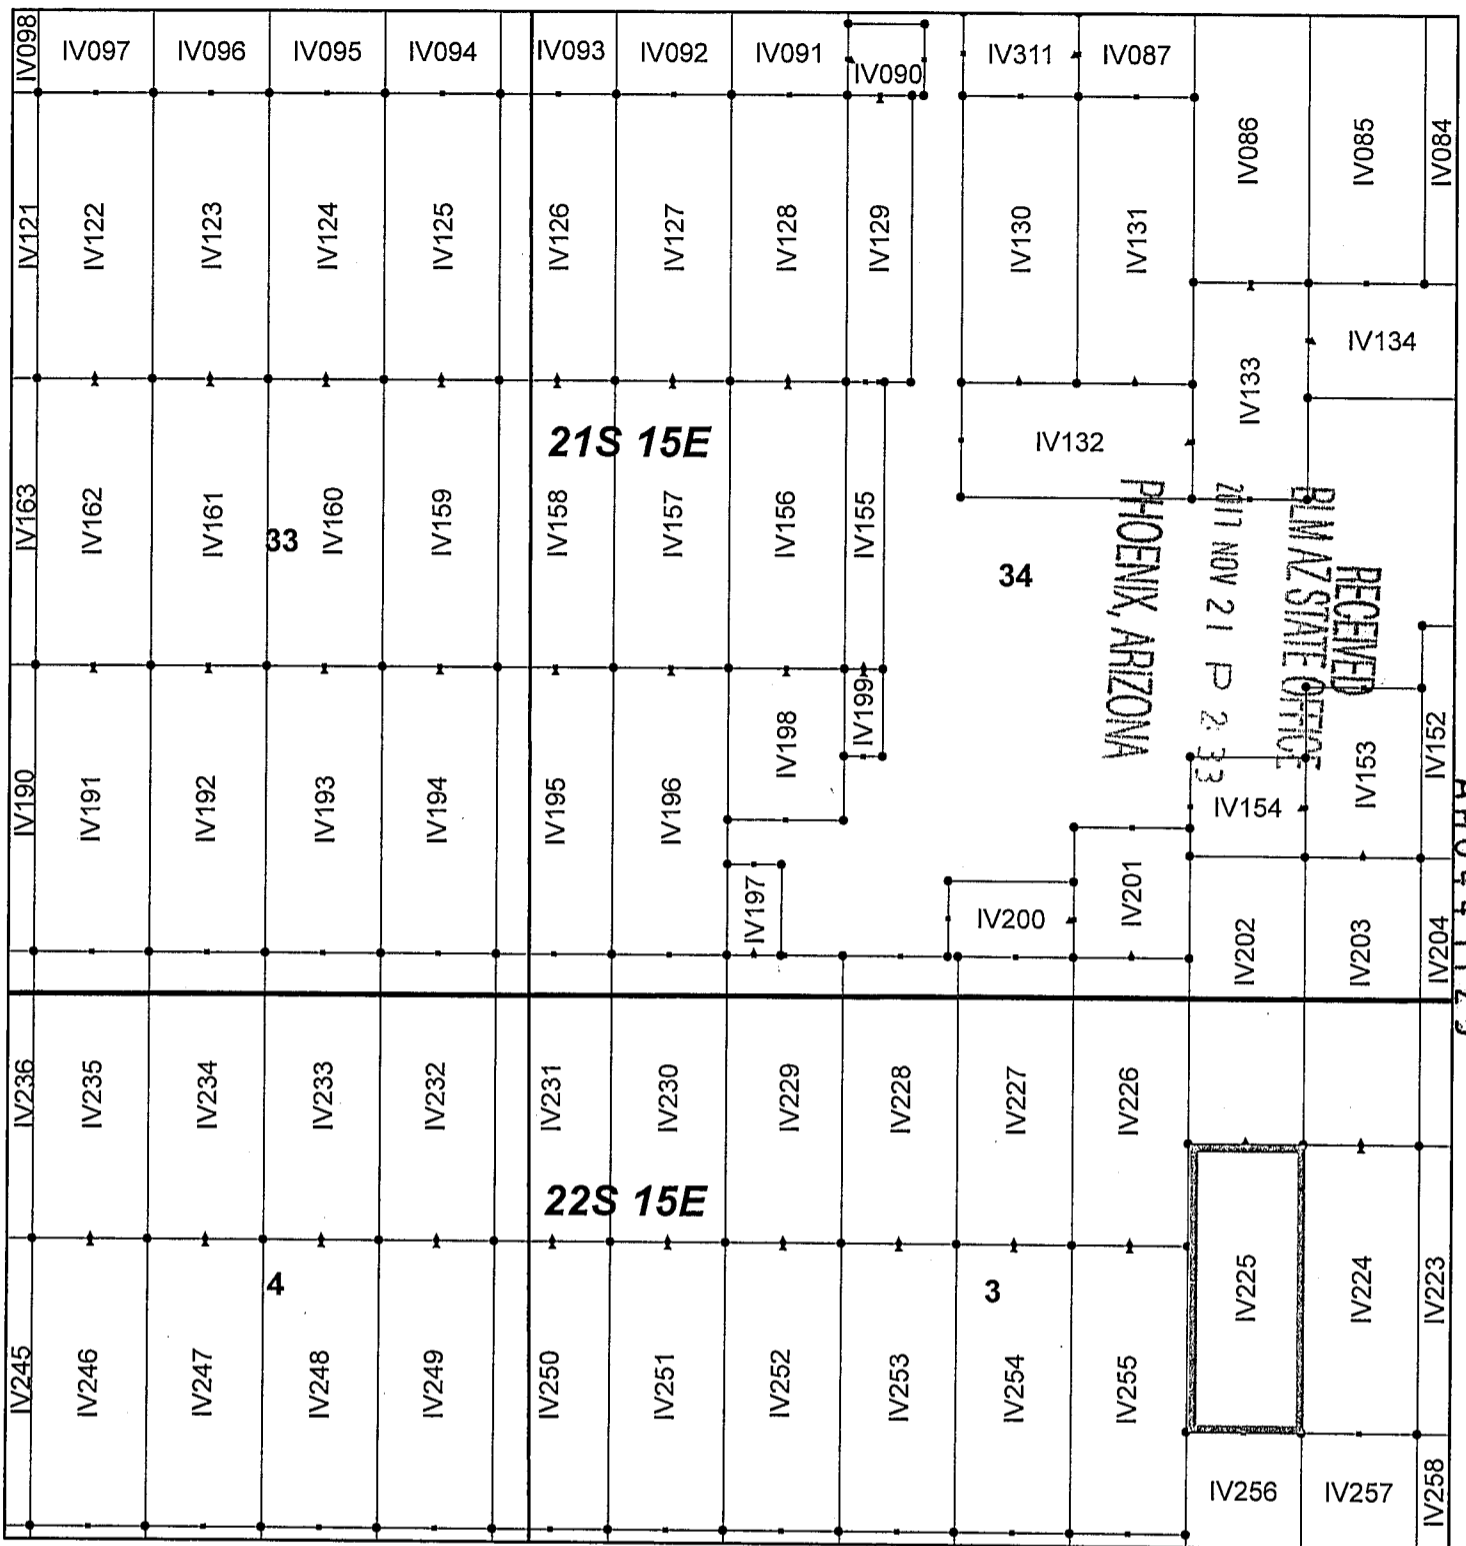 IV098 IV097 IV096 IV095 IV094 IV093 IV092 IV091 IV090 IV311 IV087
IV086 IV085 IV084
IV121 IV122 IV123 IV124 IV125 IV126 IV127 IV128 IV129 IV130 IV131
IV133 IV134
21S 15E
IV132
IV163 IV162 IV161 33 IV160 IV159 IV158 IV157 IV156 IV155
34
RECEIVED
BLM AZ STATE OFFICE
2017 NOV 21 P 2:33
PHOENIX, ARIZONA
IV199 IV198
IV154 IV153 IV152
IV190 IV191 IV192 IV193 IV194 IV195 IV196
IV197 IV200 IV201 IV202 IV203 IV204
IV236 IV235 IV234 IV233 IV232 IV231 IV230 IV229 IV228 IV227 IV226
22S 15E
4 3
IV225 IV224 IV223
IV245 IV246 IV247 IV248 IV249 IV250 IV251 IV252 IV253 IV254 IV255
IV256 IV257 IV258